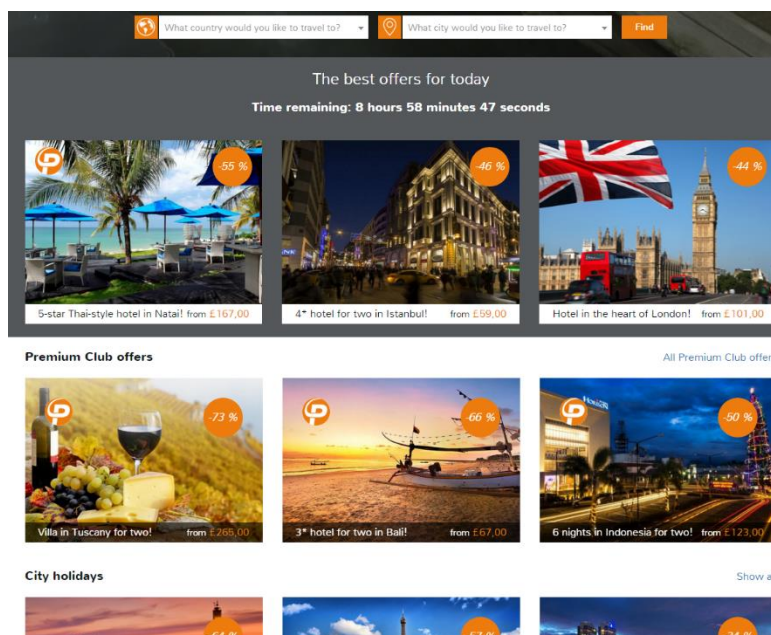 What country would you like to travel to?
What city would you like to travel to?
Find
The best offers for today
Time remaining: 8 hours 58 minutes 47 seconds
-55 %
-46 %
-44 %
5-star Thai-style hotel in Natai! from £167,00
4* hotel for two in Istanbul! from £59,00
Hotel in the heart of London! from £101,00
Premium Club offers
All Premium Club offer
-73 %
-66 %
-50 %
Villa in Tuscany for two! from £265,00
3* hotel for two in Bali! from £67,00
6 nights in Indonesia for two! from £123,00
City holidays
Show a